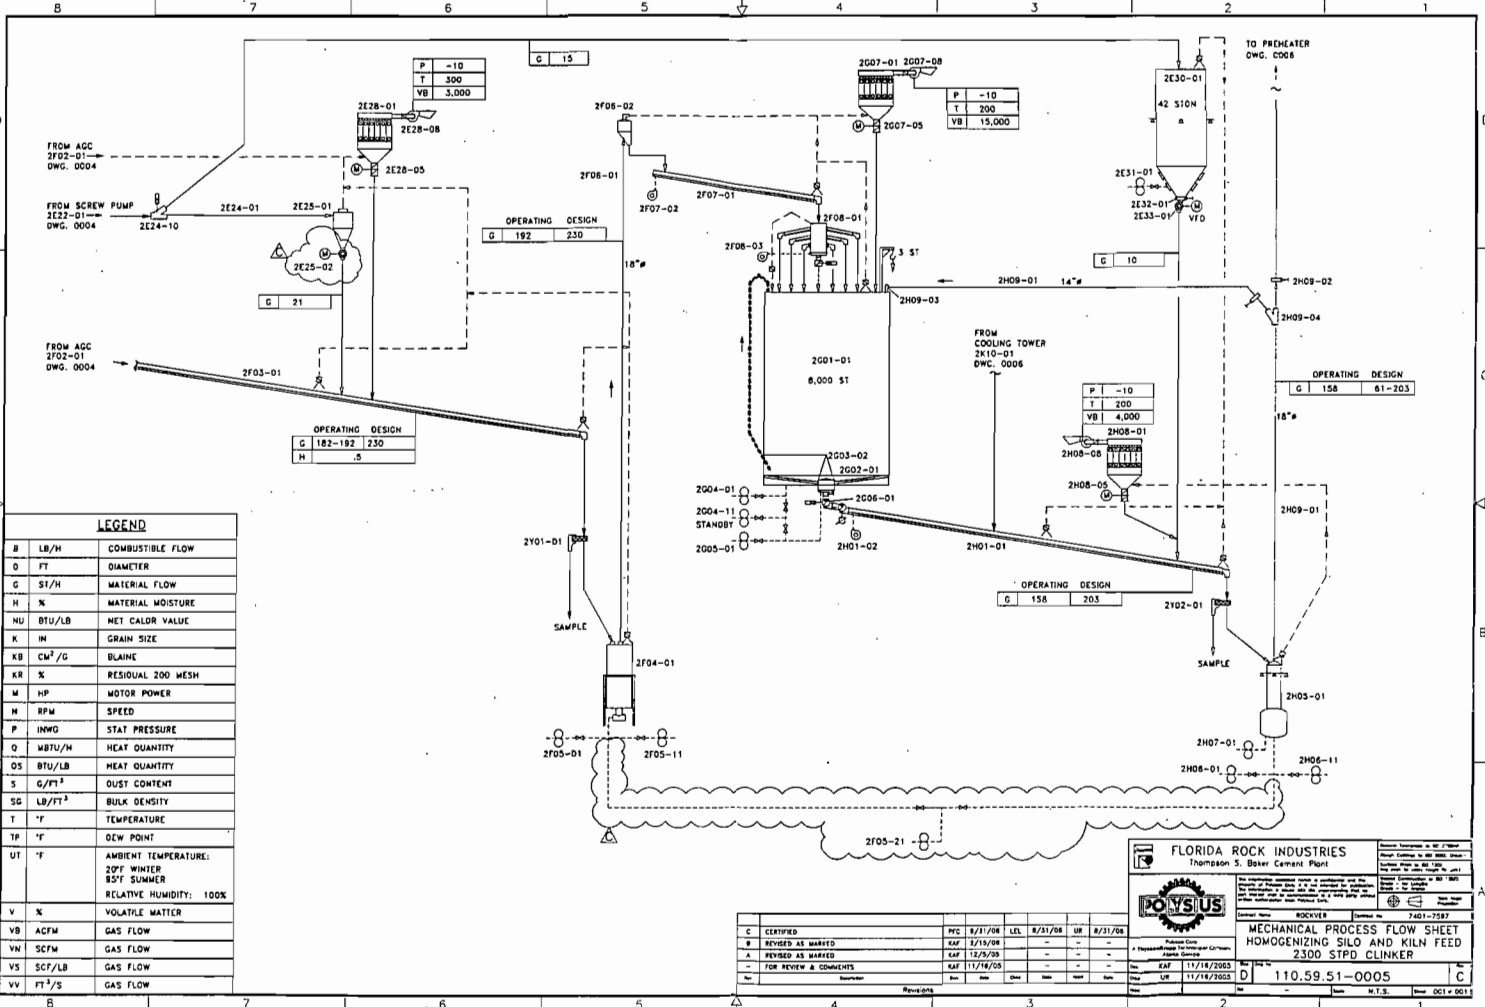 8 7 6 5 4 3 2 1
G 15
P -10
T 300
VB 3,000
2E28-01
2E28-08
2E28-05
FROM AGC
2F02-01
DWG. 0004
FROM SCREW PUMP
2E22-01
DWG. 0004
2E24-10
2E24-01
2E25-01
M
2E25-02
C
G 21
FROM AGC
2F02-01
DWG. 0004
2F03-01
OPERATING DESIGN
G 182-192 230
H .5
2F06-02
2F06-01
2F07-01
2F07-02
OPERATING DESIGN
G 192 230
18"ø
2G07-01
2G07-08
2G07-05
M
P -10
T 200
VB 15,000
2F08-01
2F08-03
3 ST
2H09-03
2H09-01
14"ø
2G01-01
8,000 ST
2G03-02
2G02-01
2G04-01
2G04-11
STANDBY
2G05-01
2G06-01
2H01-02
2H01-01
FROM
COOLING TOWER
2K10-01
DWG. 0006
TO PREHEATER
DWG. 0006
2E30-01
42 STON
2E31-01
2E32-01
2E33-01
M
VFD
G 10
2H09-02
2H09-04
OPERATING DESIGN
G 158 61-203
18"ø
P -10
T 200
VB 4,000
2H08-01
2H08-08
2H08-05
M
2H09-01
OPERATING DESIGN
G 158 203
2Y02-01
SAMPLE
2H05-01
2H07-01
2H06-01
2H06-11
2Y01-01
SAMPLE
2F04-01
2F05-01
2F05-11
2F05-21
C
LEGEND
B LB/H COMBUSTIBLE FLOW
D FT DIAMETER
G ST/H MATERIAL FLOW
H % MATERIAL MOISTURE
NU BTU/LB NET CALOR VALUE
K IN GRAIN SIZE
KB CM²/G BLAINE
KR % RESIDUAL 200 MESH
M HP MOTOR POWER
N RPM SPEED
P INWG STAT PRESSURE
Q MBTU/H HEAT QUANTITY
QS BTU/LB HEAT QUANTITY
S G/FT³ DUST CONTENT
SG LB/FT³ BULK DENSITY
T °F TEMPERATURE
TP °F DEW POINT
UT °F AMBIENT TEMPERATURE:
20°F WINTER
95°F SUMMER
RELATIVE HUMIDITY: 100%
V % VOLATILE MATTER
VB ACFM GAS FLOW
VN SCFM GAS FLOW
VS SCF/LB GAS FLOW
VV FT³/S GAS FLOW
C CERTIFIED PFC 8/31/06 LEL 8/31/06 UR 8/31/06
B REVISED AS MARKED KAF 2/15/06 - - - -
A REVISED AS MARKED KAF 12/5/05 - - - -
- FOR REVIEW & COMMENTS KAF 11/16/05 - - - -
Revisions
FLORIDA ROCK INDUSTRIES
Thompson S. Baker Cement Plant
POLYSIUS
Polysius Corp
Atlanta Georgia
ROCKVER
7401-7587
MECHANICAL PROCESS FLOW SHEET
HOMOGENIZING SILO AND KILN FEED
2300 STPD CLINKER
KAF 11/16/2005
UR 11/16/2005
D 110.59.51-0005 C
N.T.S.
8 7 6 5 4 3 2 1